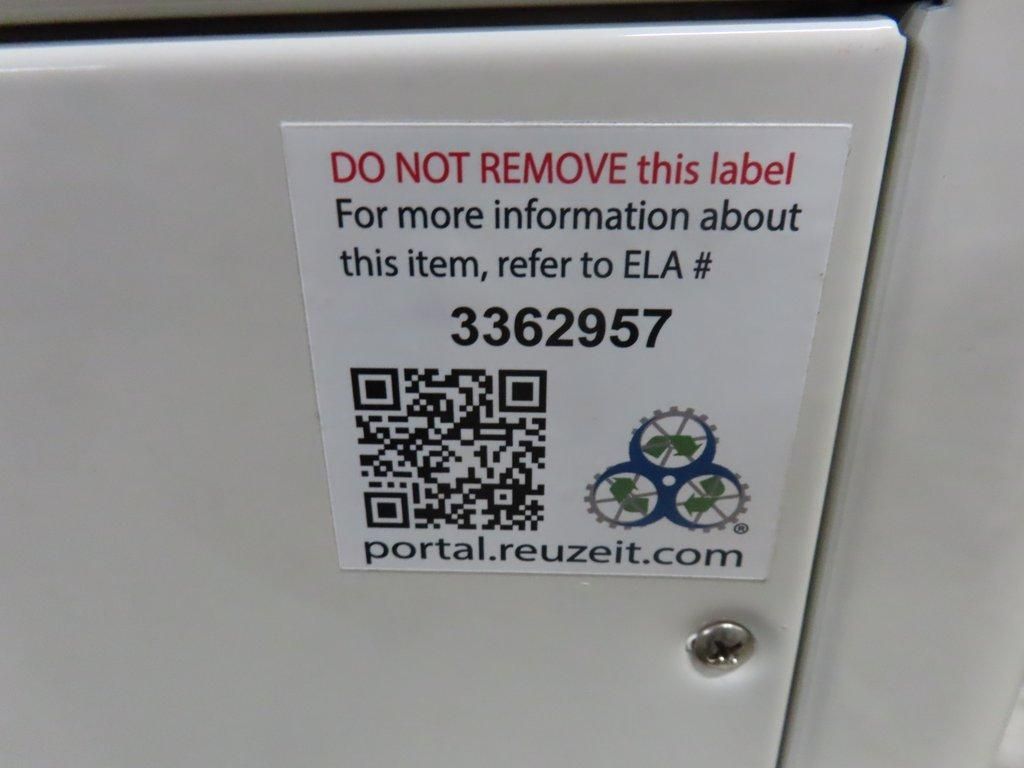 DO NOT REMOVE this label
For more information about
this item, refer to ELA #
3362957
®
portal.reuzeit.com